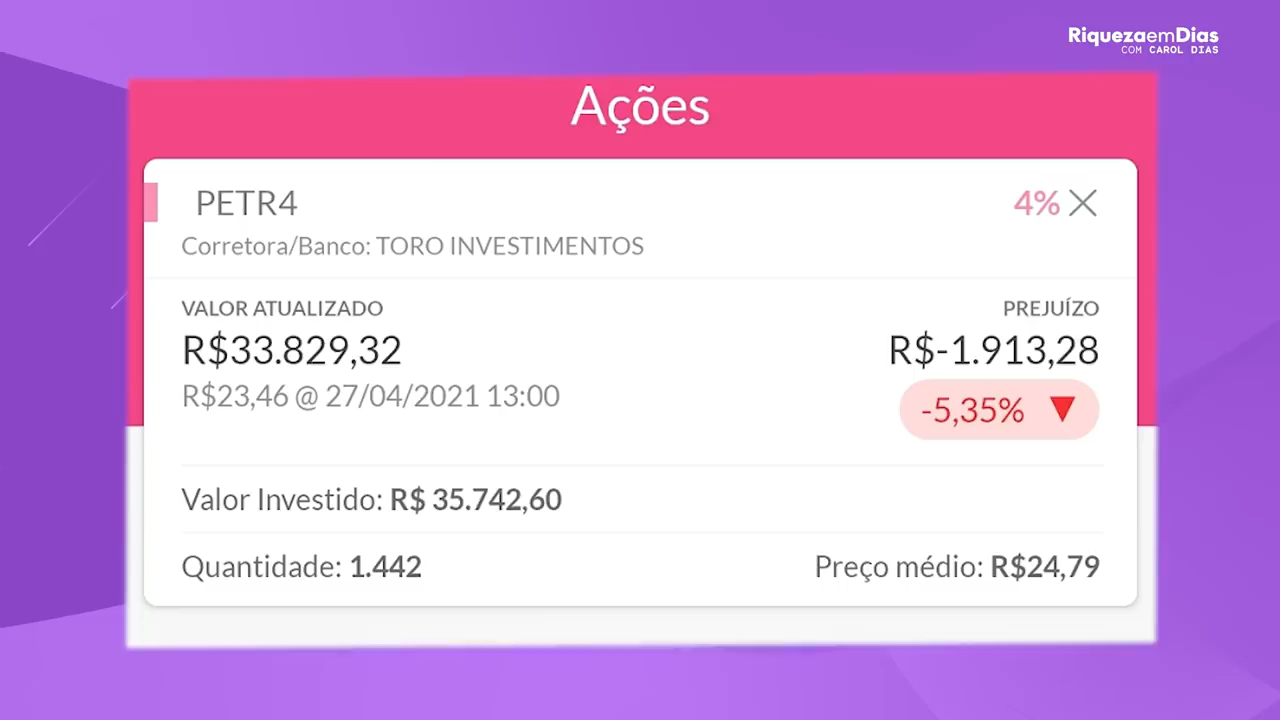 RiquezaemDias
COM CAROL DIAS
Ações
PETR4 4%
Corretora/Banco: TORO INVESTIMENTOS
VALOR ATUALIZADO PREJUÍZO
R$33.829,32 R$-1.913,28
R$23,46 @ 27/04/2021 13:00 -5,35%
Valor Investido: R$ 35.742,60
Quantidade: 1.442 Preço médio: R$24,79